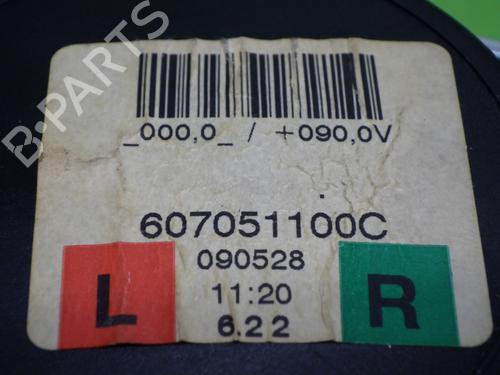 _000,0_ / +090,0V
607051100C
090528
11:20
6.22
L
R
B-PARTS